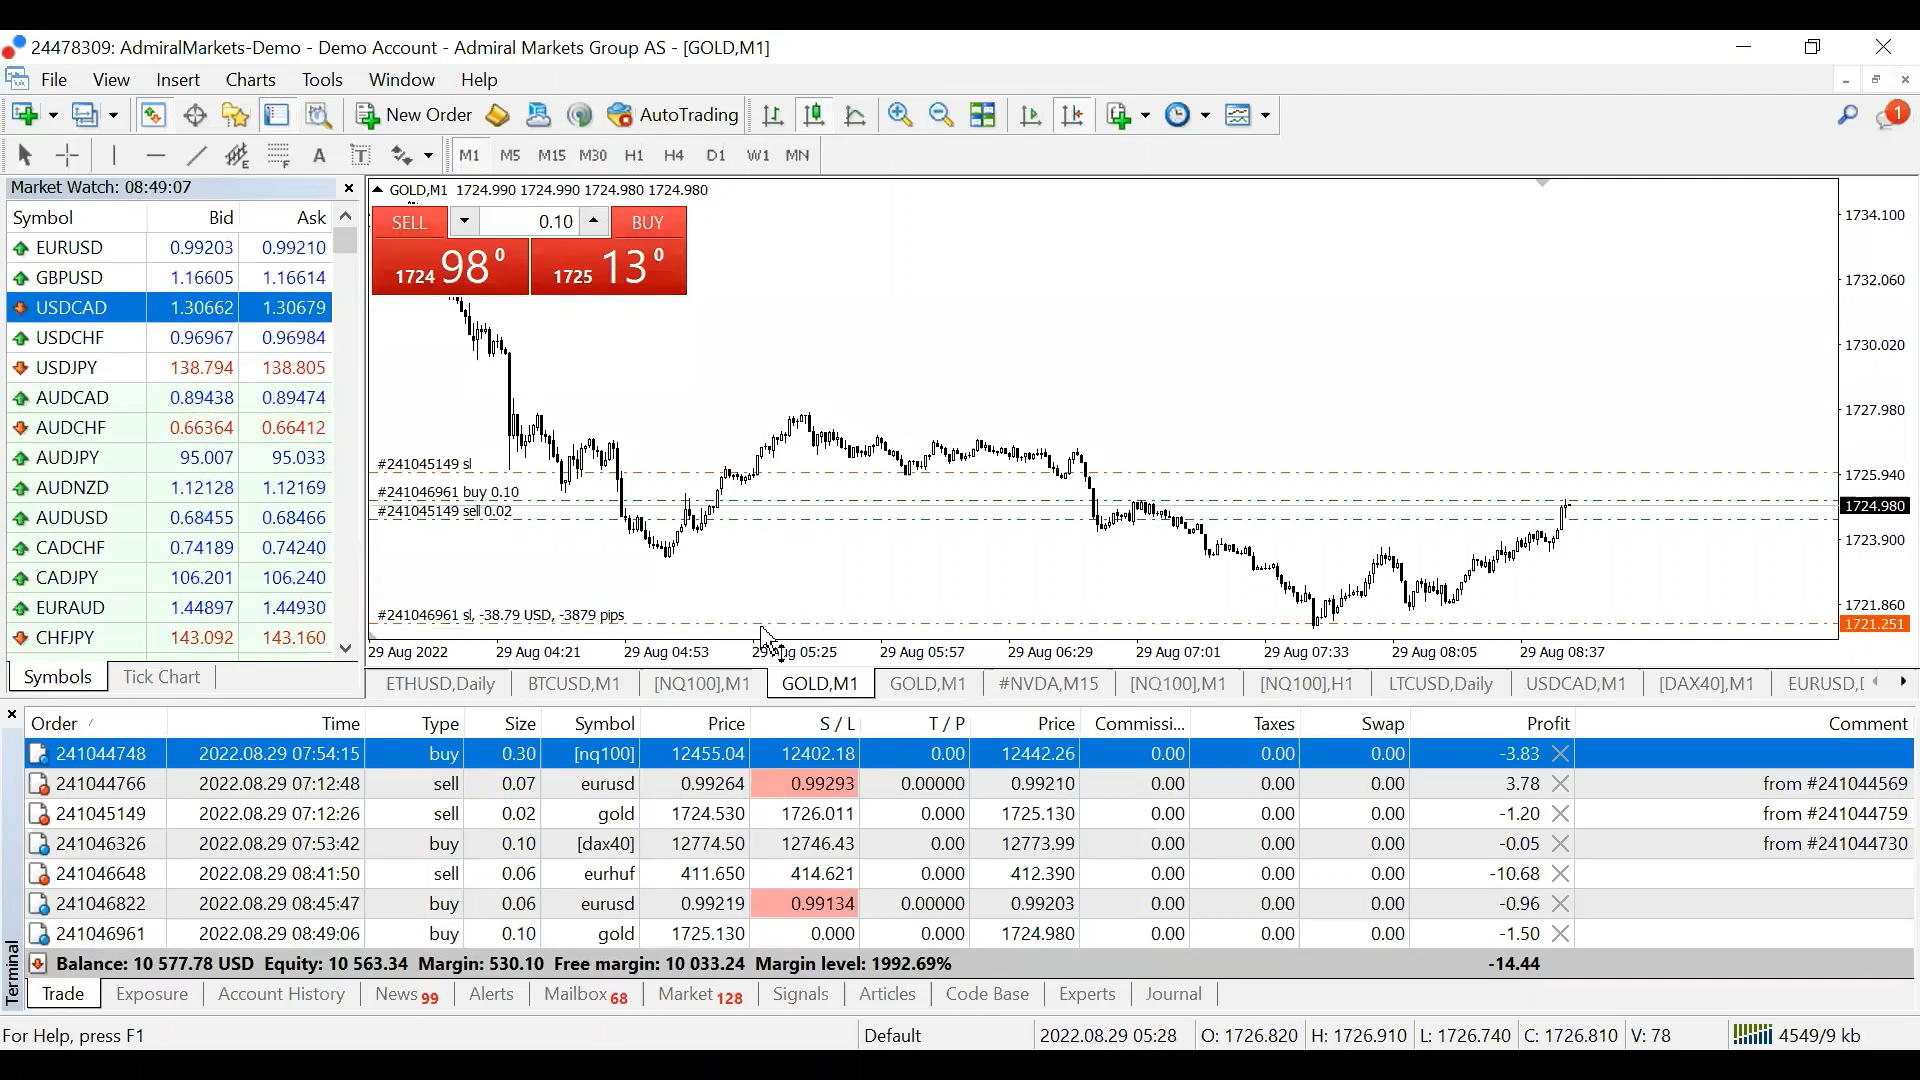 24478309: AdmiralMarkets-Demo - Demo Account - Admiral Markets Group AS - [GOLD,M1]
File View Insert Charts Tools Window Help
New Order AutoTrading 1
E F A T M1 M5 M15 M30 H1 H4 D1 W1 MN
Market Watch: 08:49:07
Symbol Bid Ask
EURUSD 0.99203 0.99210
GBPUSD 1.16605 1.16614
USDCAD 1.30662 1.30679
USDCHF 0.96967 0.96984
USDJPY 138.794 138.805
AUDCAD 0.89438 0.89474
AUDCHF 0.66364 0.66412
AUDJPY 95.007 95.033
AUDNZD 1.12128 1.12169
AUDUSD 0.68455 0.68466
CADCHF 0.74189 0.74240
CADJPY 106.201 106.240
EURAUD 1.44897 1.44930
CHFJPY 143.092 143.160
Symbols Tick Chart
GOLD,M1 1724.990 1724.990 1724.980 1724.980
SELL 0.10 BUY
1724 98 0 1725 13 0
#241045149 sl
#241046961 buy 0.10
#241045149 sell 0.02
#241046961 sl, -38.79 USD, -3879 pips
1734.100
1732.060
1730.020
1727.980
1725.940
1724.980
1723.900
1721.860
1721.251
29 Aug 2022 29 Aug 04:21 29 Aug 04:53 29 Aug 05:25 29 Aug 05:57 29 Aug 06:29 29 Aug 07:01 29 Aug 07:33 29 Aug 08:05 29 Aug 08:37
ETHUSD,Daily BTCUSD,M1 [NQ100],M1 GOLD,M1 GOLD,M1 #NVDA,M15 [NQ100],M1 [NQ100],H1 LTCUSD,Daily USDCAD,M1 [DAX40],M1 EURUSD,
Order Time Type Size Symbol Price S / L T / P Price Commissi... Taxes Swap Profit Comment
241044748 2022.08.29 07:54:15 buy 0.30 [nq100] 12455.04 12402.18 0.00 12442.26 0.00 0.00 0.00 -3.83
241044766 2022.08.29 07:12:48 sell 0.07 eurusd 0.99264 0.99293 0.00000 0.99210 0.00 0.00 0.00 3.78 from #241044569
241045149 2022.08.29 07:12:26 sell 0.02 gold 1724.530 1726.011 0.000 1725.130 0.00 0.00 0.00 -1.20 from #241044759
241046326 2022.08.29 07:53:42 buy 0.10 [dax40] 12774.50 12746.43 0.00 12773.99 0.00 0.00 0.00 -0.05 from #241044730
241046648 2022.08.29 08:41:50 sell 0.06 eurhuf 411.650 414.621 0.000 412.390 0.00 0.00 0.00 -10.68
241046822 2022.08.29 08:45:47 buy 0.06 eurusd 0.99219 0.99134 0.00000 0.99203 0.00 0.00 0.00 -0.96
241046961 2022.08.29 08:49:06 buy 0.10 gold 1725.130 0.000 0.000 1724.980 0.00 0.00 0.00 -1.50
Balance: 10 577.78 USD Equity: 10 563.34 Margin: 530.10 Free margin: 10 033.24 Margin level: 1992.69% -14.44
Terminal
Trade Exposure Account History News 99 Alerts Mailbox 68 Market 128 Signals Articles Code Base Experts Journal
For Help, press F1 Default 2022.08.29 05:28 O: 1726.820 H: 1726.910 L: 1726.740 C: 1726.810 V: 78 4549/9 kb